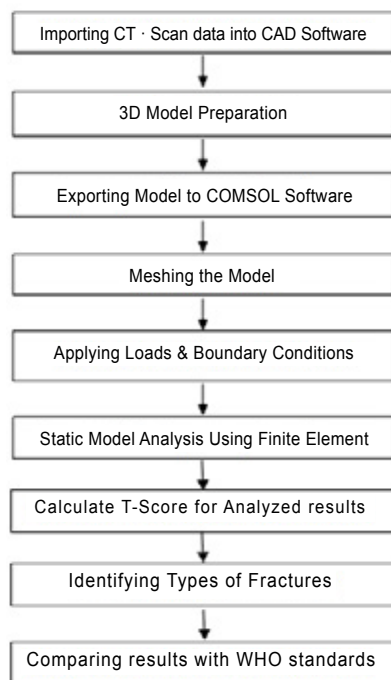 Importing CT · Scan data into CAD Software
3D Model Preparation
Exporting Model to COMSOL Software
Meshing the Model
Applying Loads & Boundary Conditions
Static Model Analysis Using Finite Element
Calculate T-Score for Analyzed results
Identifying Types of Fractures
Comparing results with WHO standards